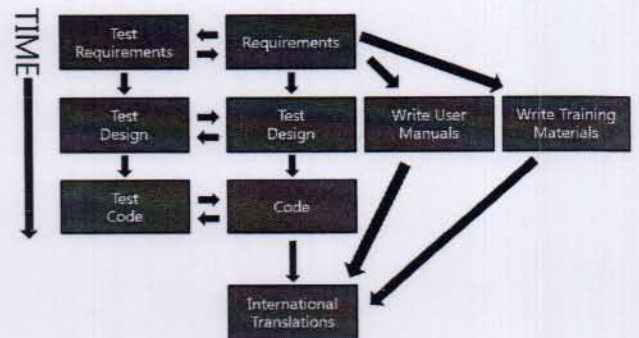 TIME
Test
Requirements
Requirements
Test
Design
Test
Design
Write User
Manuals
Write Training
Materials
Test
Code
Code
International
Translations